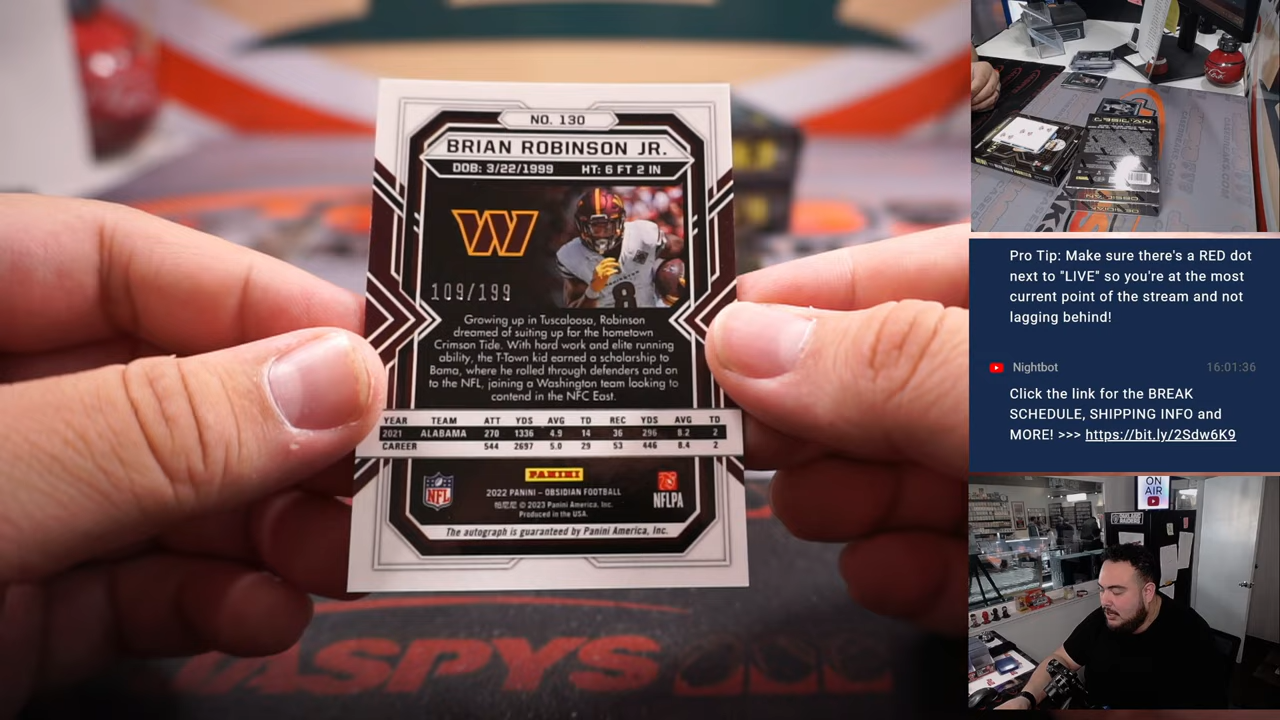 NO. 130
BRIAN ROBINSON JR.
DOB: 3/22/1999 HT: 6 FT 2 IN
W
8
109/199
Growing up in Tuscaloosa, Robinson
dreamed of suiting up for the hometown
Crimson Tide. With hard work and elite running
ability, the T-Town kid earned a scholarship to
Bama, where he rolled through defenders and on
to the NFL, joining a Washington team looking to
contend in the NFC East.
YEAR TEAM ATT YDS AVG TD REC YDS AVG TD
2021 ALABAMA 270 1336 4.9 14 36 296 8.2 2
CAREER 544 2697 5.0 29 53 446 8.4 2
PANINI
NFL
NFLPA
2022 PANINI – OBSIDIAN FOOTBALL
帕尼尼 © 2023 Panini America, Inc.
Produced in the USA.
The autograph is guaranteed by Panini America, Inc.
JASPYS
OBSIDIAN
Pro Tip: Make sure there's a RED dot
next to "LIVE" so you're at the most
current point of the stream and not
lagging behind!
Nightbot 16:01:36
Click the link for the BREAK
SCHEDULE, SHIPPING INFO and
MORE! >>> https://bit.ly/2Sdw6K9
ON
AIR